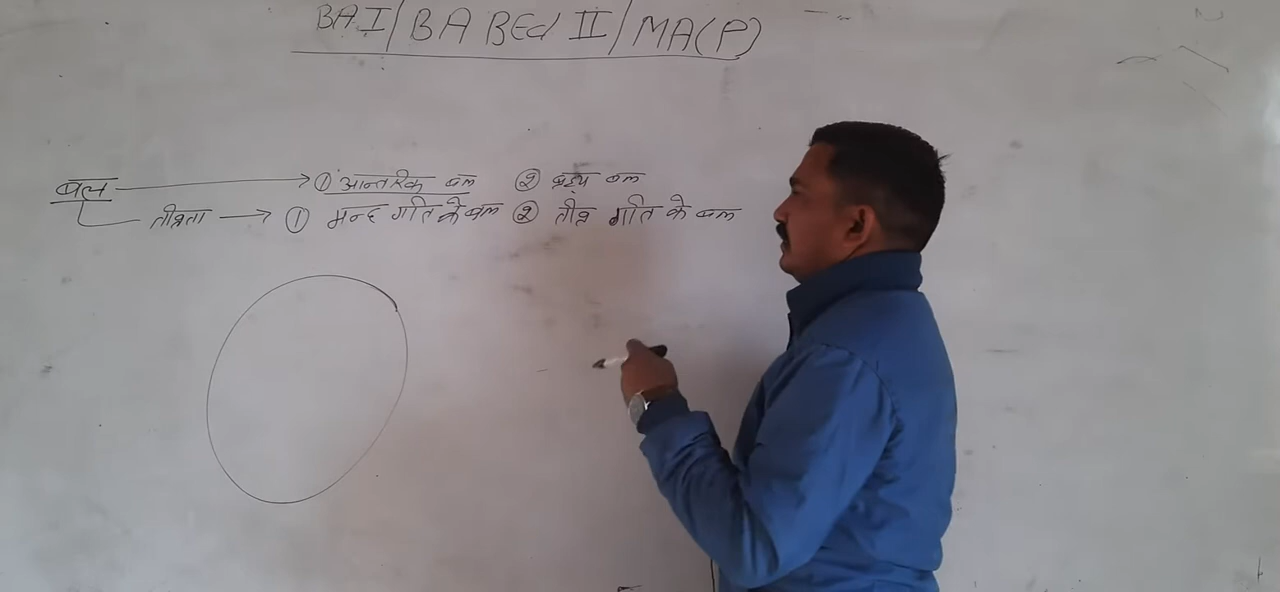 BA I / BA BEd II / MA(P)
बल → ① आन्तरिक बल ② बाह्य बल
तीव्रता → ① मन्द गति के बल ② तीव्र गति के बल